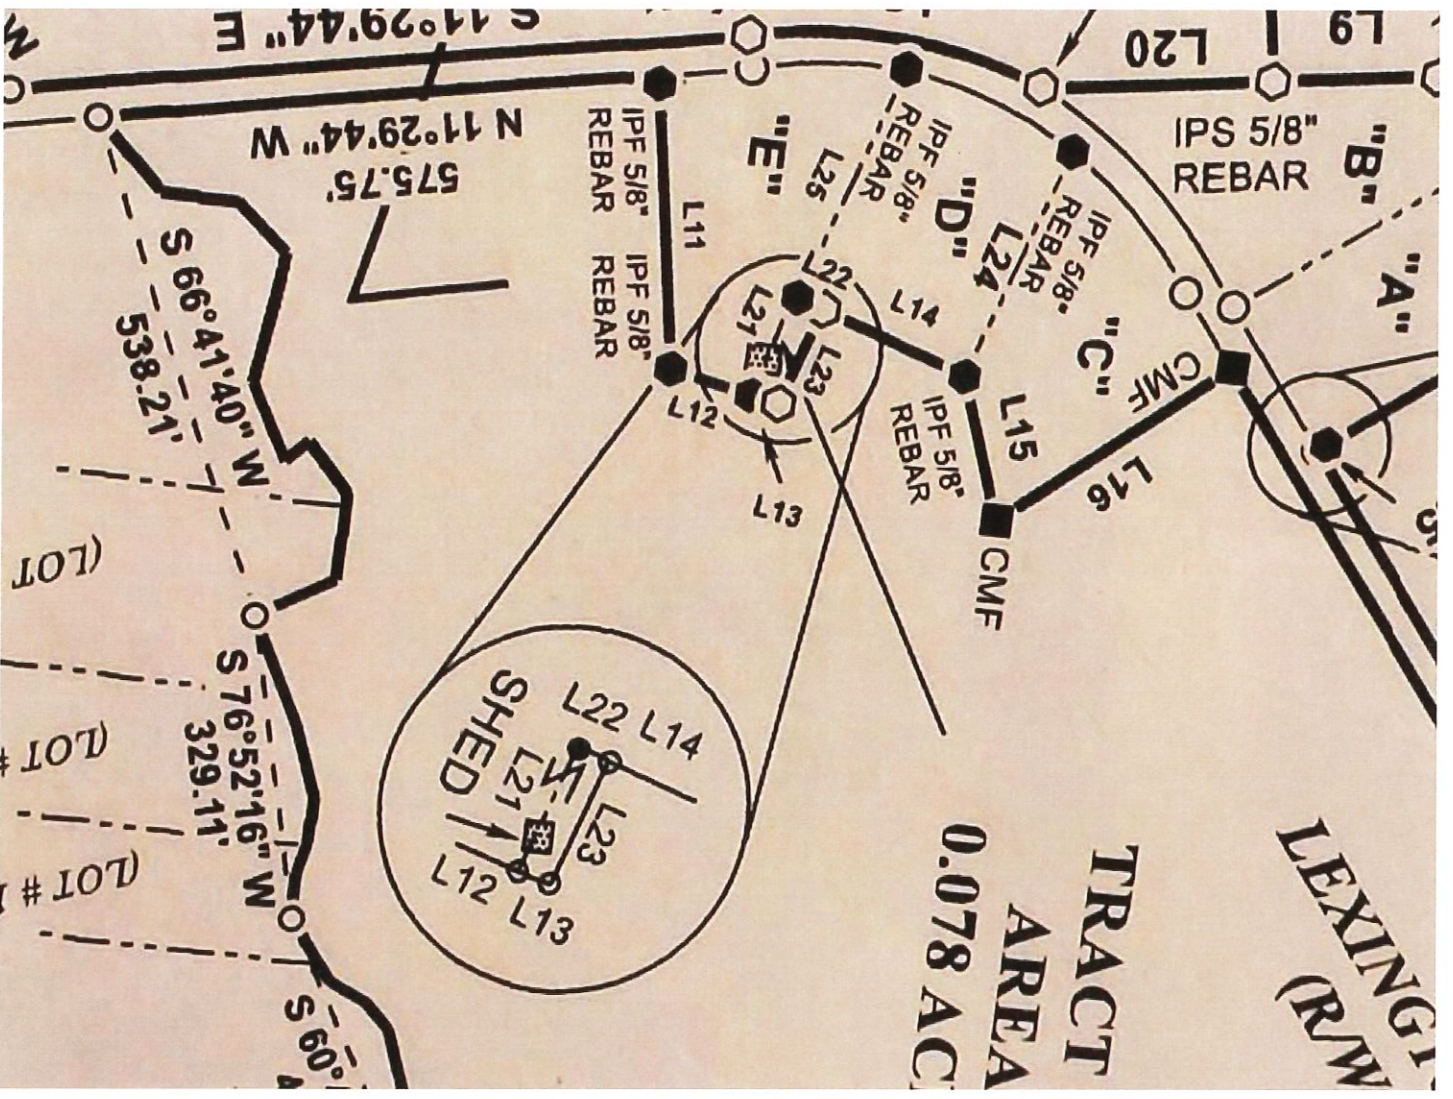 S 11°29'44" E
L20
L9
N 11°29'44" W
575.75'
IPF 5/8"
REBAR
L11
IPF 5/8"
REBAR
"E"
L25
IPF 5/8"
REBAR
"D"
L24
IPF 5/8"
REBAR
IPS 5/8"
REBAR
"B"
"A"
"C"
CMF
L22
L14
L21
L23
L12
L13
IPF 5/8"
REBAR
L15
L16
CMF
S 66°41'40" W
538.21'
(LOT
S 76°52'16" W
329.11'
(LOT #
(LOT #
S 60°
SHED
L22 L14
L21
L23
L12
L13
TRACT
AREA
0.078 AC
LEXING
(R/W